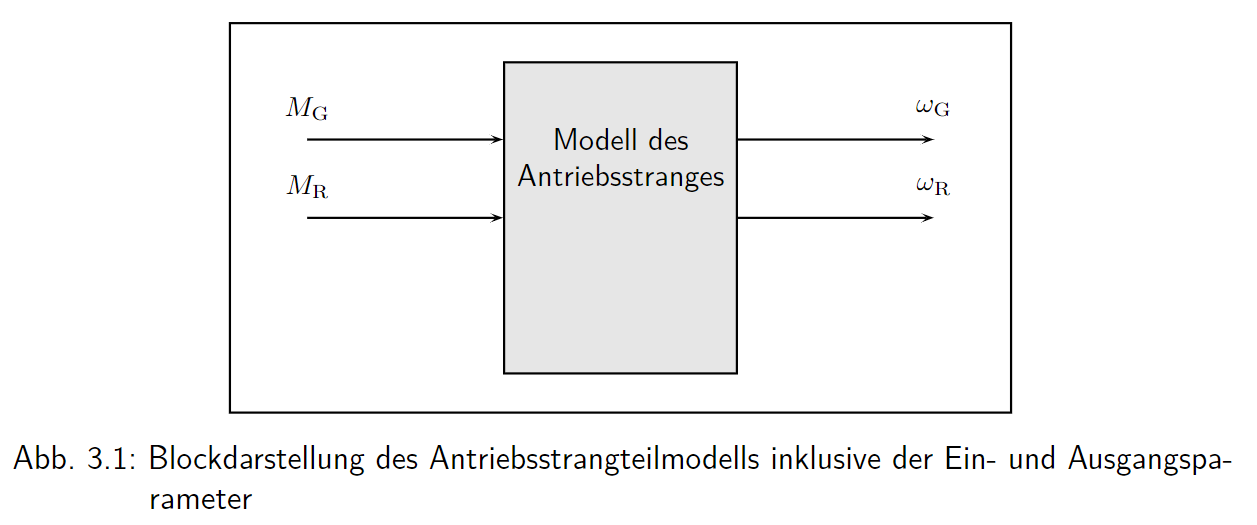 M_G
ω_G
Modell des
M_R
Antriebsstranges
ω_R
Abb. 3.1: Blockdarstellung des Antriebsstrangteilmodells inklusive der Ein- und Ausgangspa-
rameter